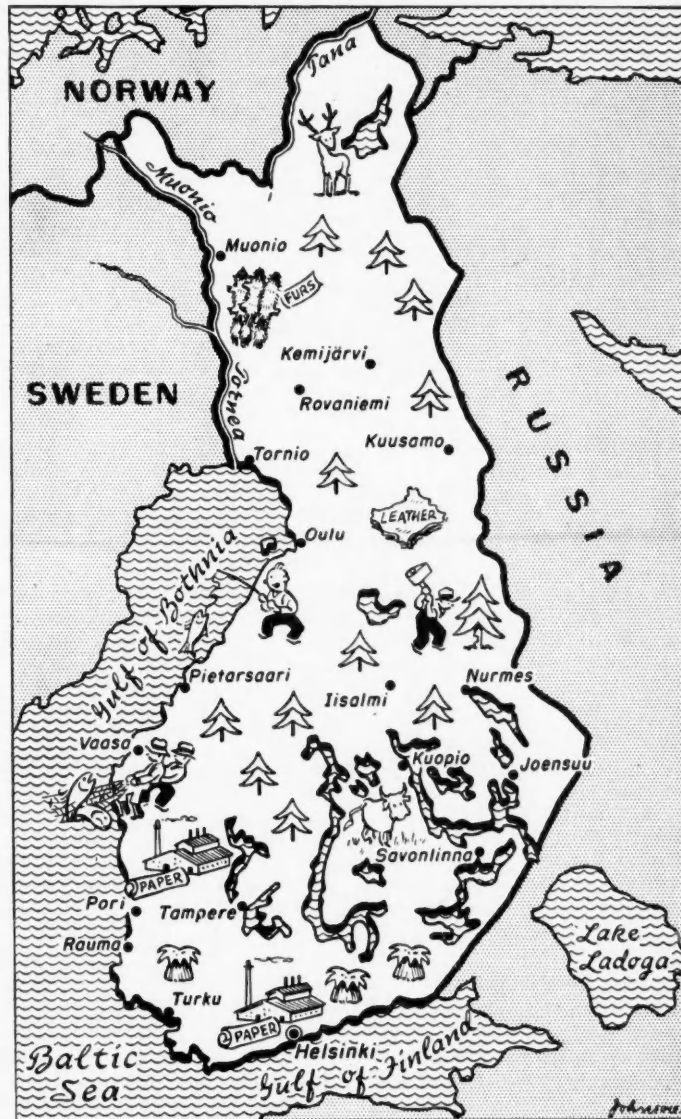 Tana
NORWAY
Muonio
Muonio
FURS
Kemijärvi
SWEDEN
Rovaniemi
RUSSIA
Tornea
Tornio
Kuusamo
LEATHER
Oulu
Gulf of Bothnia
Pietarsaari
Iisalmi
Nurmes
Vaasa
Kuopio
Joensuu
Savonlinna
PAPER
Pori
Tampere
Rauma
Lake
Ladoga
Turku
PAPER
Helsinki
Baltic
Sea
Gulf of Finland